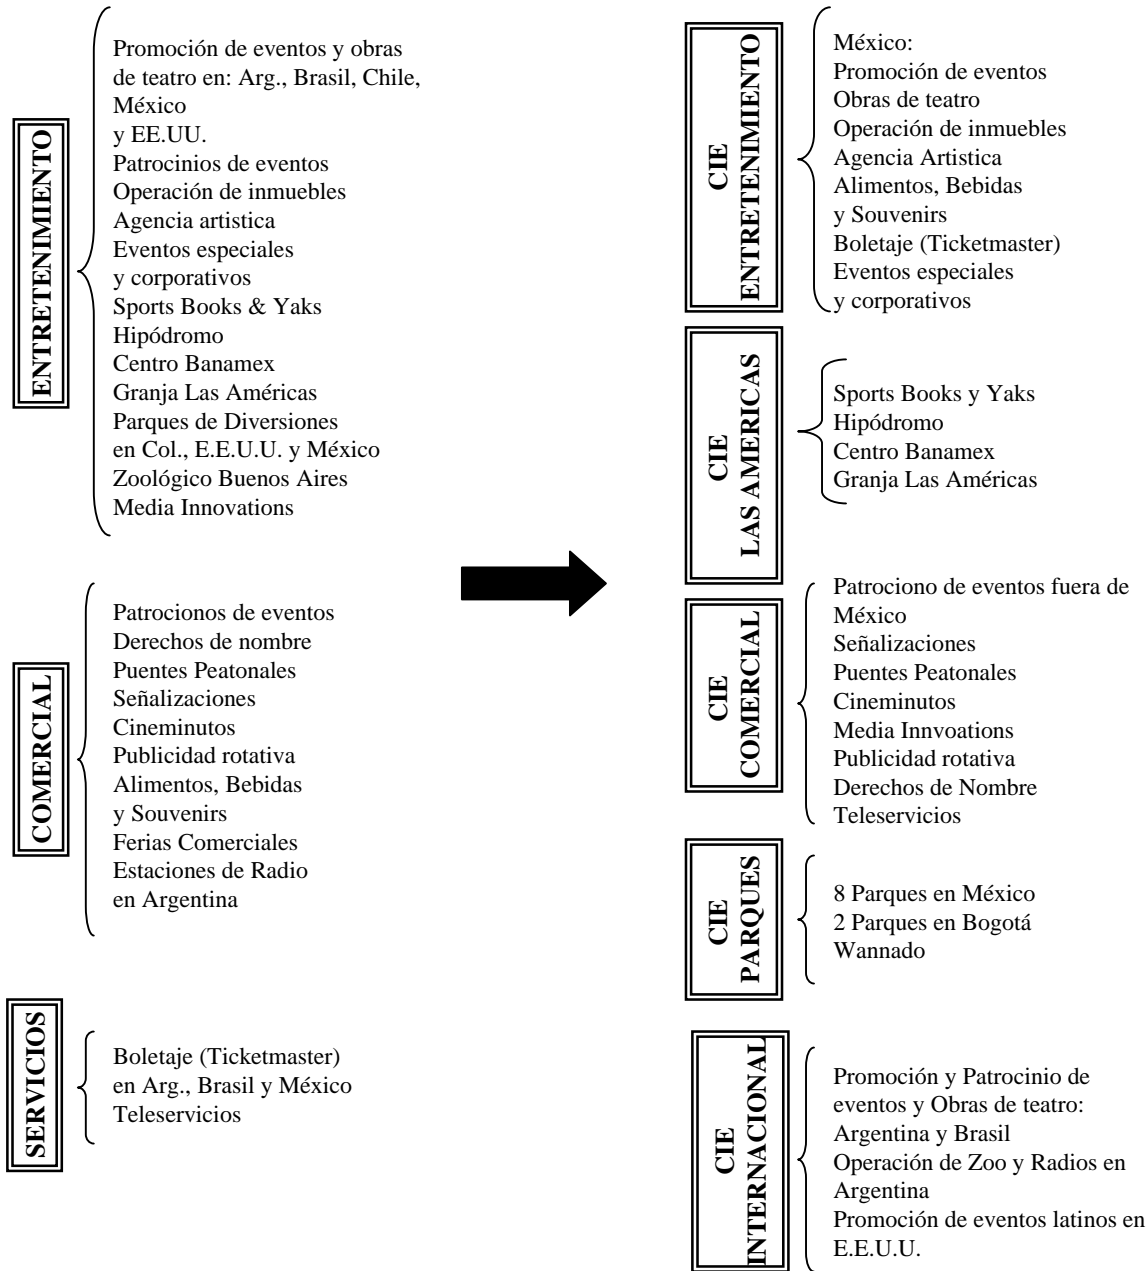 ENTRETENIMIENTO
Promoción de eventos y obras
de teatro en: Arg., Brasil, Chile,
México
y EE.UU.
Patrocinios de eventos
Operación de inmuebles
Agencia artistica
Eventos especiales
y corporativos
Sports Books & Yaks
Hipódromo
Centro Banamex
Granja Las Américas
Parques de Diversiones
en Col., E.E.U.U. y México
Zoológico Buenos Aires
Media Innovations
COMERCIAL
Patrocionos de eventos
Derechos de nombre
Puentes Peatonales
Señalizaciones
Cineminutos
Publicidad rotativa
Alimentos, Bebidas
y Souvenirs
Ferias Comerciales
Estaciones de Radio
en Argentina
SERVICIOS
Boletaje (Ticketmaster)
en Arg., Brasil y México
Teleservicios
CIE
ENTRETENIMIENTO
México:
Promoción de eventos
Obras de teatro
Operación de inmuebles
Agencia Artistica
Alimentos, Bebidas
y Souvenirs
Boletaje (Ticketmaster)
Eventos especiales
y corporativos
CIE
LAS AMERICAS
Sports Books y Yaks
Hipódromo
Centro Banamex
Granja Las Américas
CIE
COMERCIAL
Patrociono de eventos fuera de
México
Señalizaciones
Puentes Peatonales
Cineminutos
Media Innvoations
Publicidad rotativa
Derechos de Nombre
Teleservicios
CIE
PARQUES
8 Parques en México
2 Parques en Bogotá
Wannado
CIE
INTERNACIONAL
Promoción y Patrocinio de
eventos y Obras de teatro:
Argentina y Brasil
Operación de Zoo y Radios en
Argentina
Promoción de eventos latinos en
E.E.U.U.